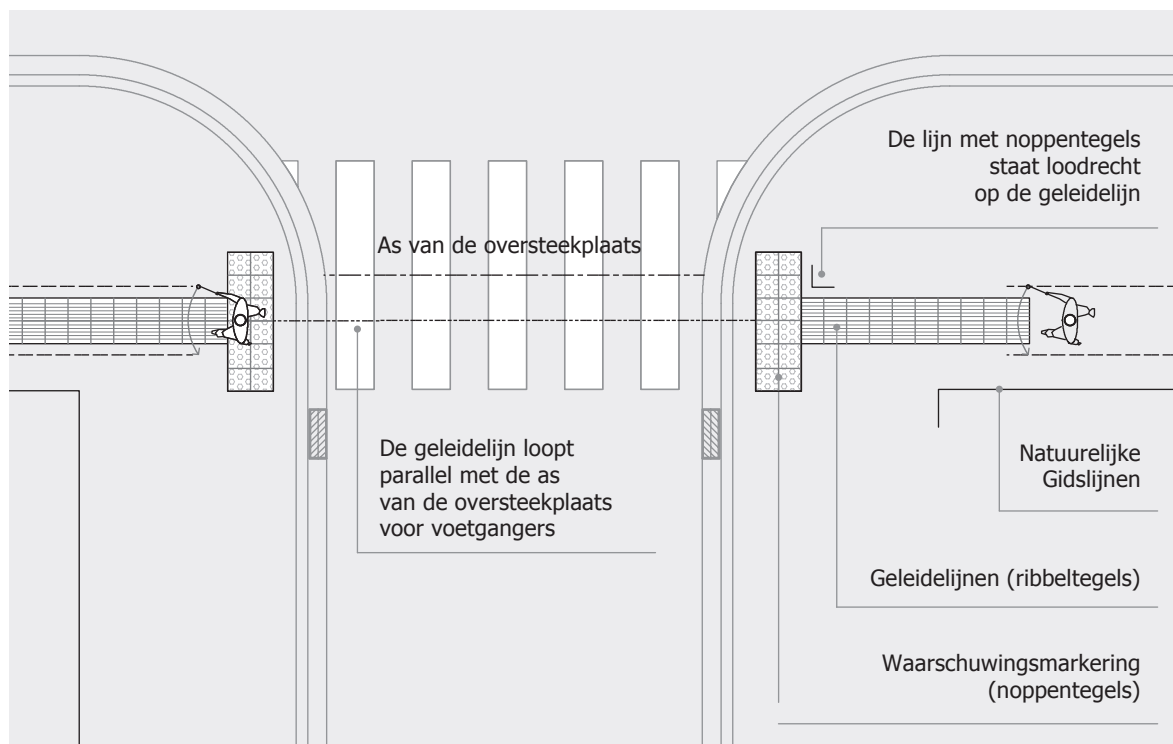 De lijn met noppentegels
staat loodrecht
op de geleidelijn
As van de oversteekplaats
De geleidelijn loopt
parallel met de as
van de oversteekplaats
voor voetgangers
Natuurelijke
Gidslijnen
Geleidelijnen (ribbeltegels)
Waarschuwingsmarkering
(noppentegels)